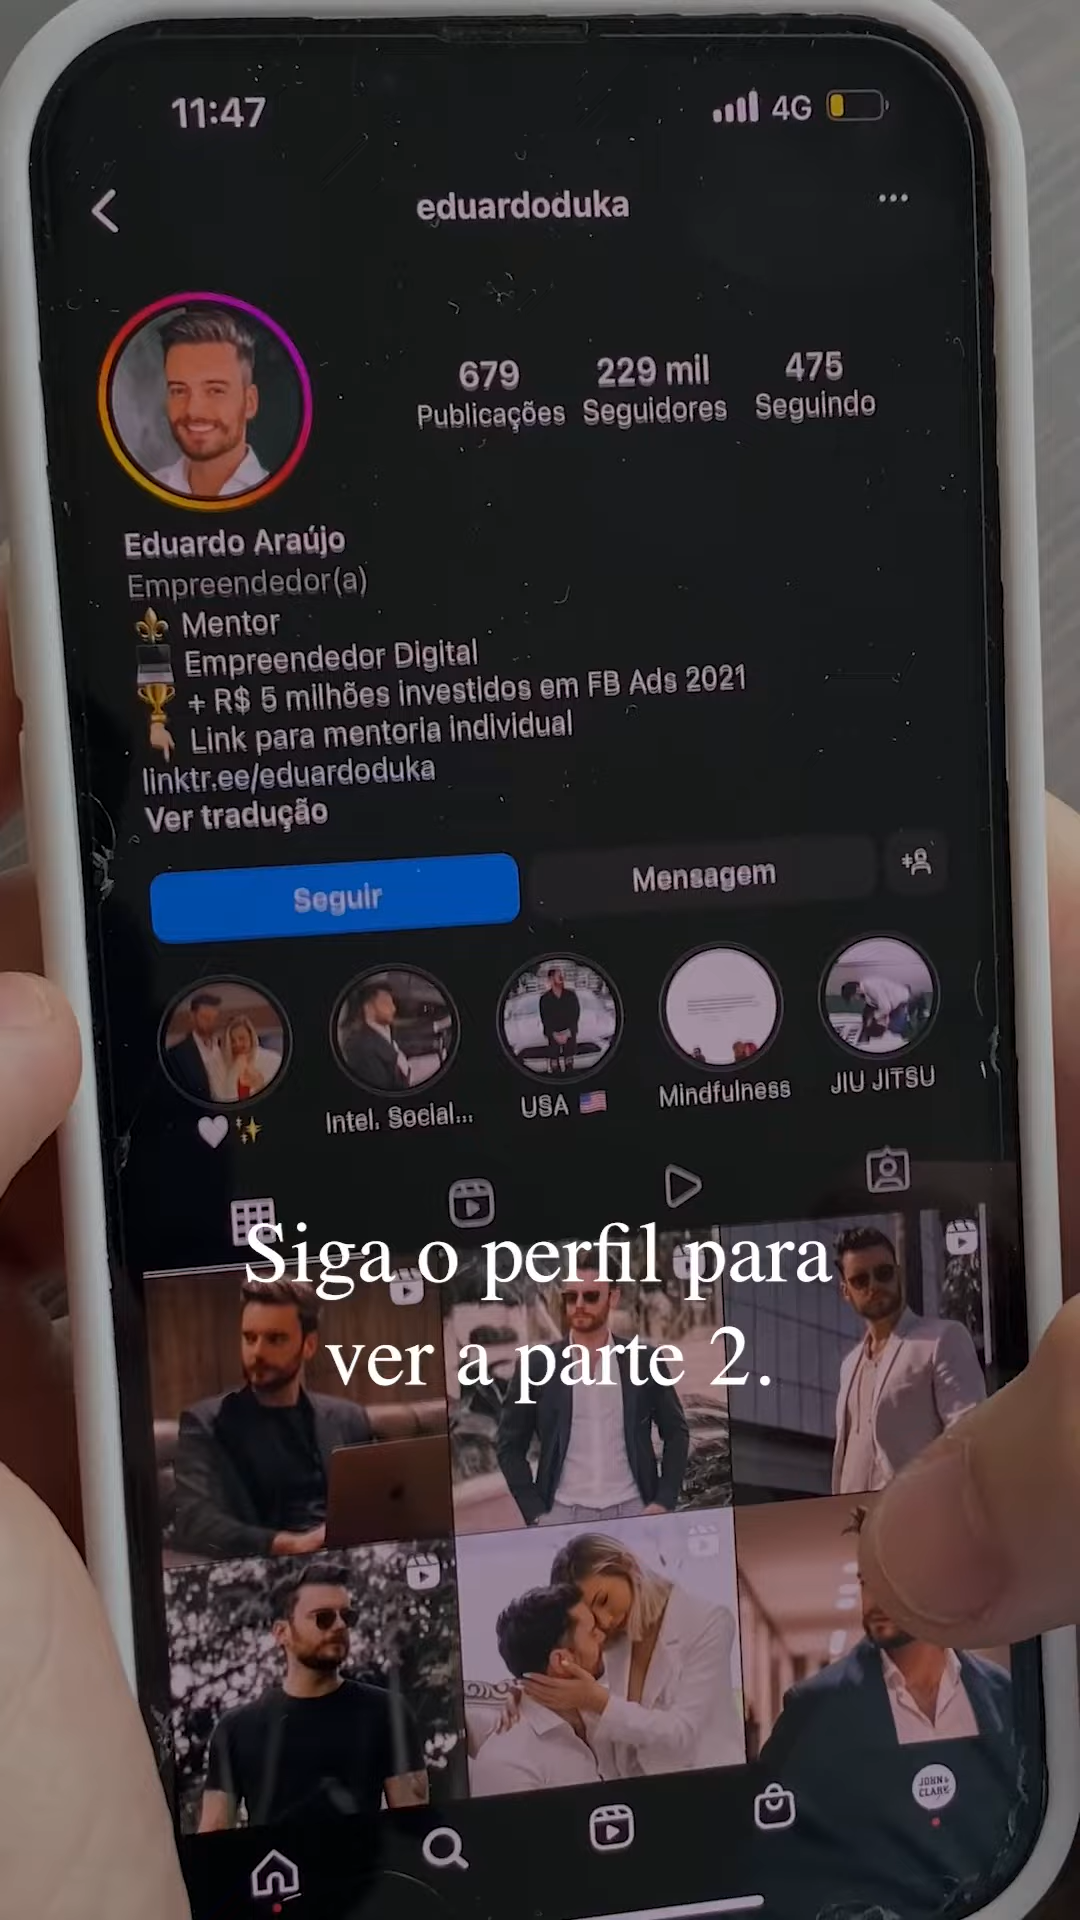 11:47
4G
eduardoduka
679
229 mil
475
Publicações
Seguidores
Seguindo
Eduardo Araújo
Empreendedor(a)
Mentor
Empreendedor Digital
+ R$ 5 milhões investidos em FB Ads 2021
Link para mentoria individual
linktr.ee/eduardoduka
Ver tradução
Seguir
Mensagem
Intel. Social...
USA
Mindfulness
JIU JITSU
Siga o perfil para
ver a parte 2.
JOHN &
CLARK